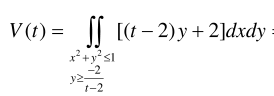 V(t) = ∬ [(t − 2)y + 2]dxdy =
x² + y² ≤ 1
y ≥ −2/(t−2)